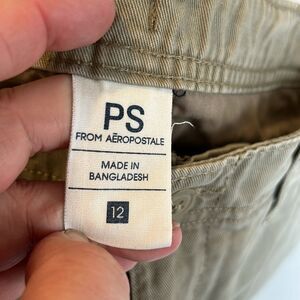 PS
FROM AÉROPOSTALE
MADE IN
BANGLADESH
12